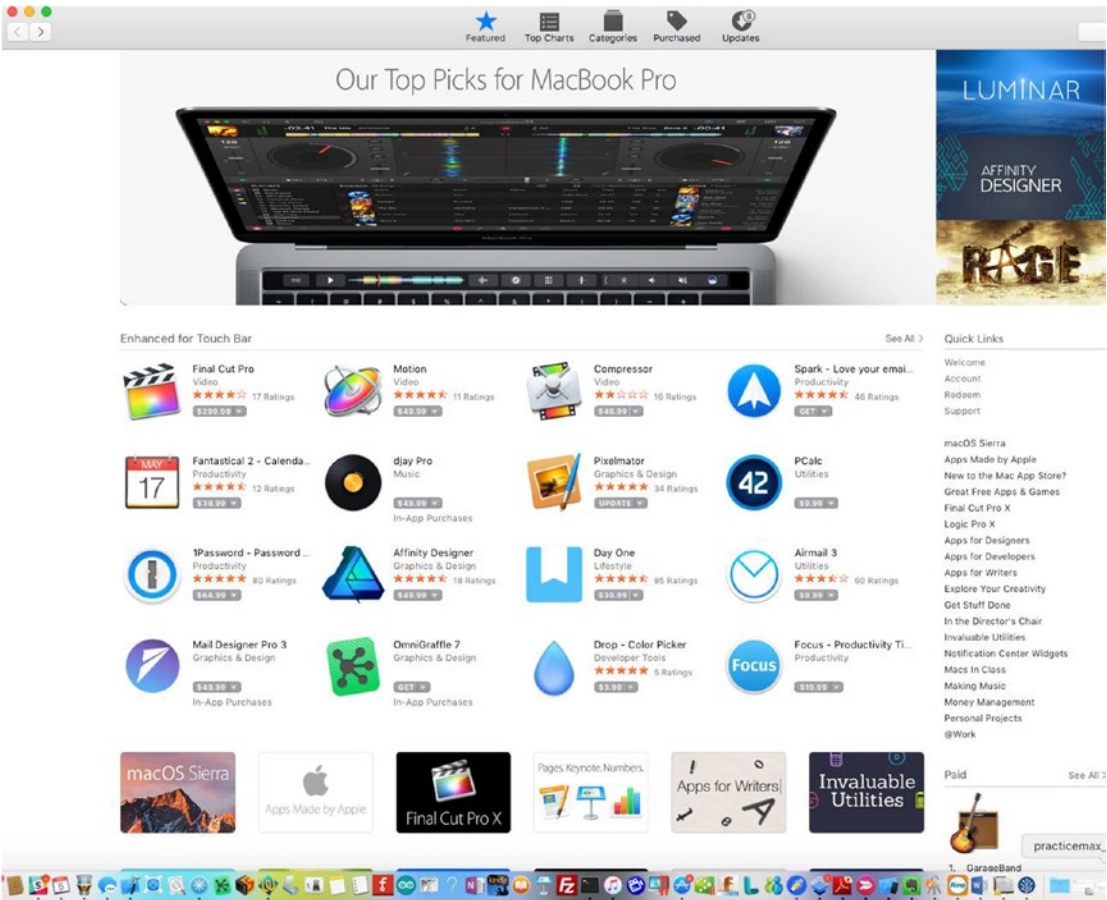 Featured
Top Charts
Categories
Purchased
Updates
Our Top Picks for MacBook Pro
LUMINAR
AFFINITY
DESIGNER
RAGE
Enhanced for Touch Bar
See All >
Final Cut Pro
Video
17 Ratings
$299.99
Motion
Video
11 Ratings
$49.99
Compressor
Video
16 Ratings
$49.99
Spark - Love your emai...
Productivity
46 Ratings
GET
MAY
17
Fantastical 2 - Calenda...
Productivity
12 Ratings
$39.99
djay Pro
Music
$49.99
In-App Purchases
Pixelmator
Graphics & Design
34 Ratings
UPDATE
42
PCalc
Utilities
$9.99
1Password - Password ...
Productivity
80 Ratings
$64.99
Affinity Designer
Graphics & Design
18 Ratings
$49.99
Day One
Lifestyle
85 Ratings
$39.99
Airmail 3
Utilities
60 Ratings
$9.99
Mail Designer Pro 3
Graphics & Design
$49.99
In-App Purchases
OmniGraffle 7
Graphics & Design
GET
In-App Purchases
Drop - Color Picker
Developer Tools
5 Ratings
$3.99
Focus
Focus - Productivity Ti...
Productivity
$19.99
macOS Sierra
Apps Made by Apple
Final Cut Pro X
Pages. Keynote. Numbers.
Apps for Writers
Invaluable
Utilities
Quick Links
Welcome
Account
Redeem
Support
macOS Sierra
Apps Made by Apple
New to the Mac App Store?
Great Free Apps & Games
Final Cut Pro X
Logic Pro X
Apps for Designers
Apps for Developers
Apps for Writers
Explore Your Creativity
Get Stuff Done
In the Director's Chair
Invaluable Utilities
Notification Center Widgets
Macs In Class
Making Music
Money Management
Personal Projects
@Work
Paid
See All >
practicemax_
1. GarageBand